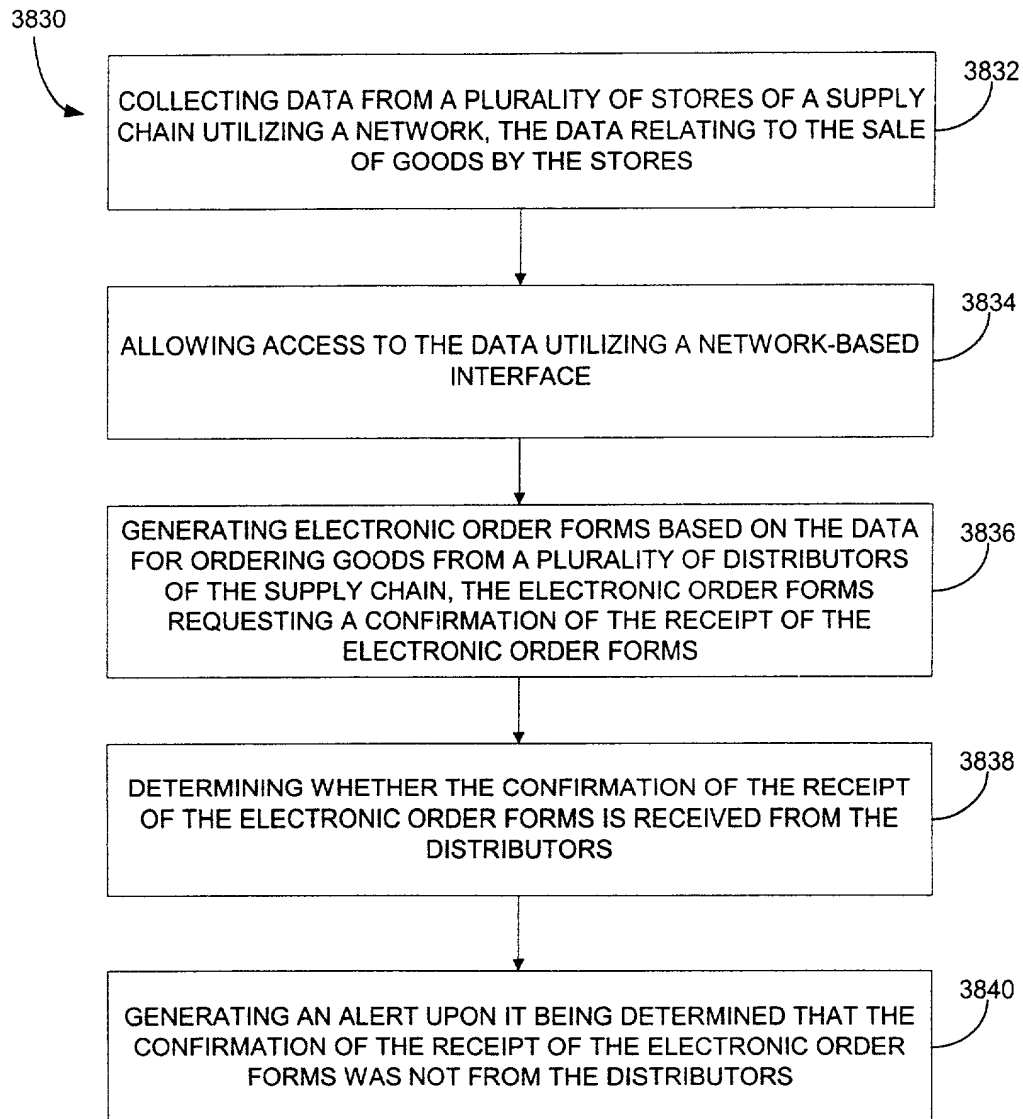 3830
3832
COLLECTING DATA FROM A PLURALITY OF STORES OF A SUPPLY
CHAIN UTILIZING A NETWORK, THE DATA RELATING TO THE SALE
OF GOODS BY THE STORES
3834
ALLOWING ACCESS TO THE DATA UTILIZING A NETWORK-BASED
INTERFACE
3836
GENERATING ELECTRONIC ORDER FORMS BASED ON THE DATA
FOR ORDERING GOODS FROM A PLURALITY OF DISTRIBUTORS
OF THE SUPPLY CHAIN, THE ELECTRONIC ORDER FORMS
REQUESTING A CONFIRMATION OF THE RECEIPT OF THE
ELECTRONIC ORDER FORMS
3838
DETERMINING WHETHER THE CONFIRMATION OF THE RECEIPT
OF THE ELECTRONIC ORDER FORMS IS RECEIVED FROM THE
DISTRIBUTORS
3840
GENERATING AN ALERT UPON IT BEING DETERMINED THAT THE
CONFIRMATION OF THE RECEIPT OF THE ELECTRONIC ORDER
FORMS WAS NOT FROM THE DISTRIBUTORS